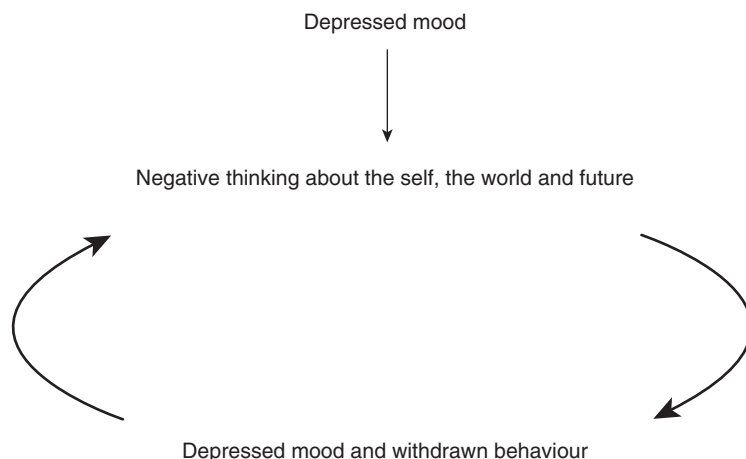 Depressed mood
Negative thinking about the self, the world and future
Depressed mood and withdrawn behaviour